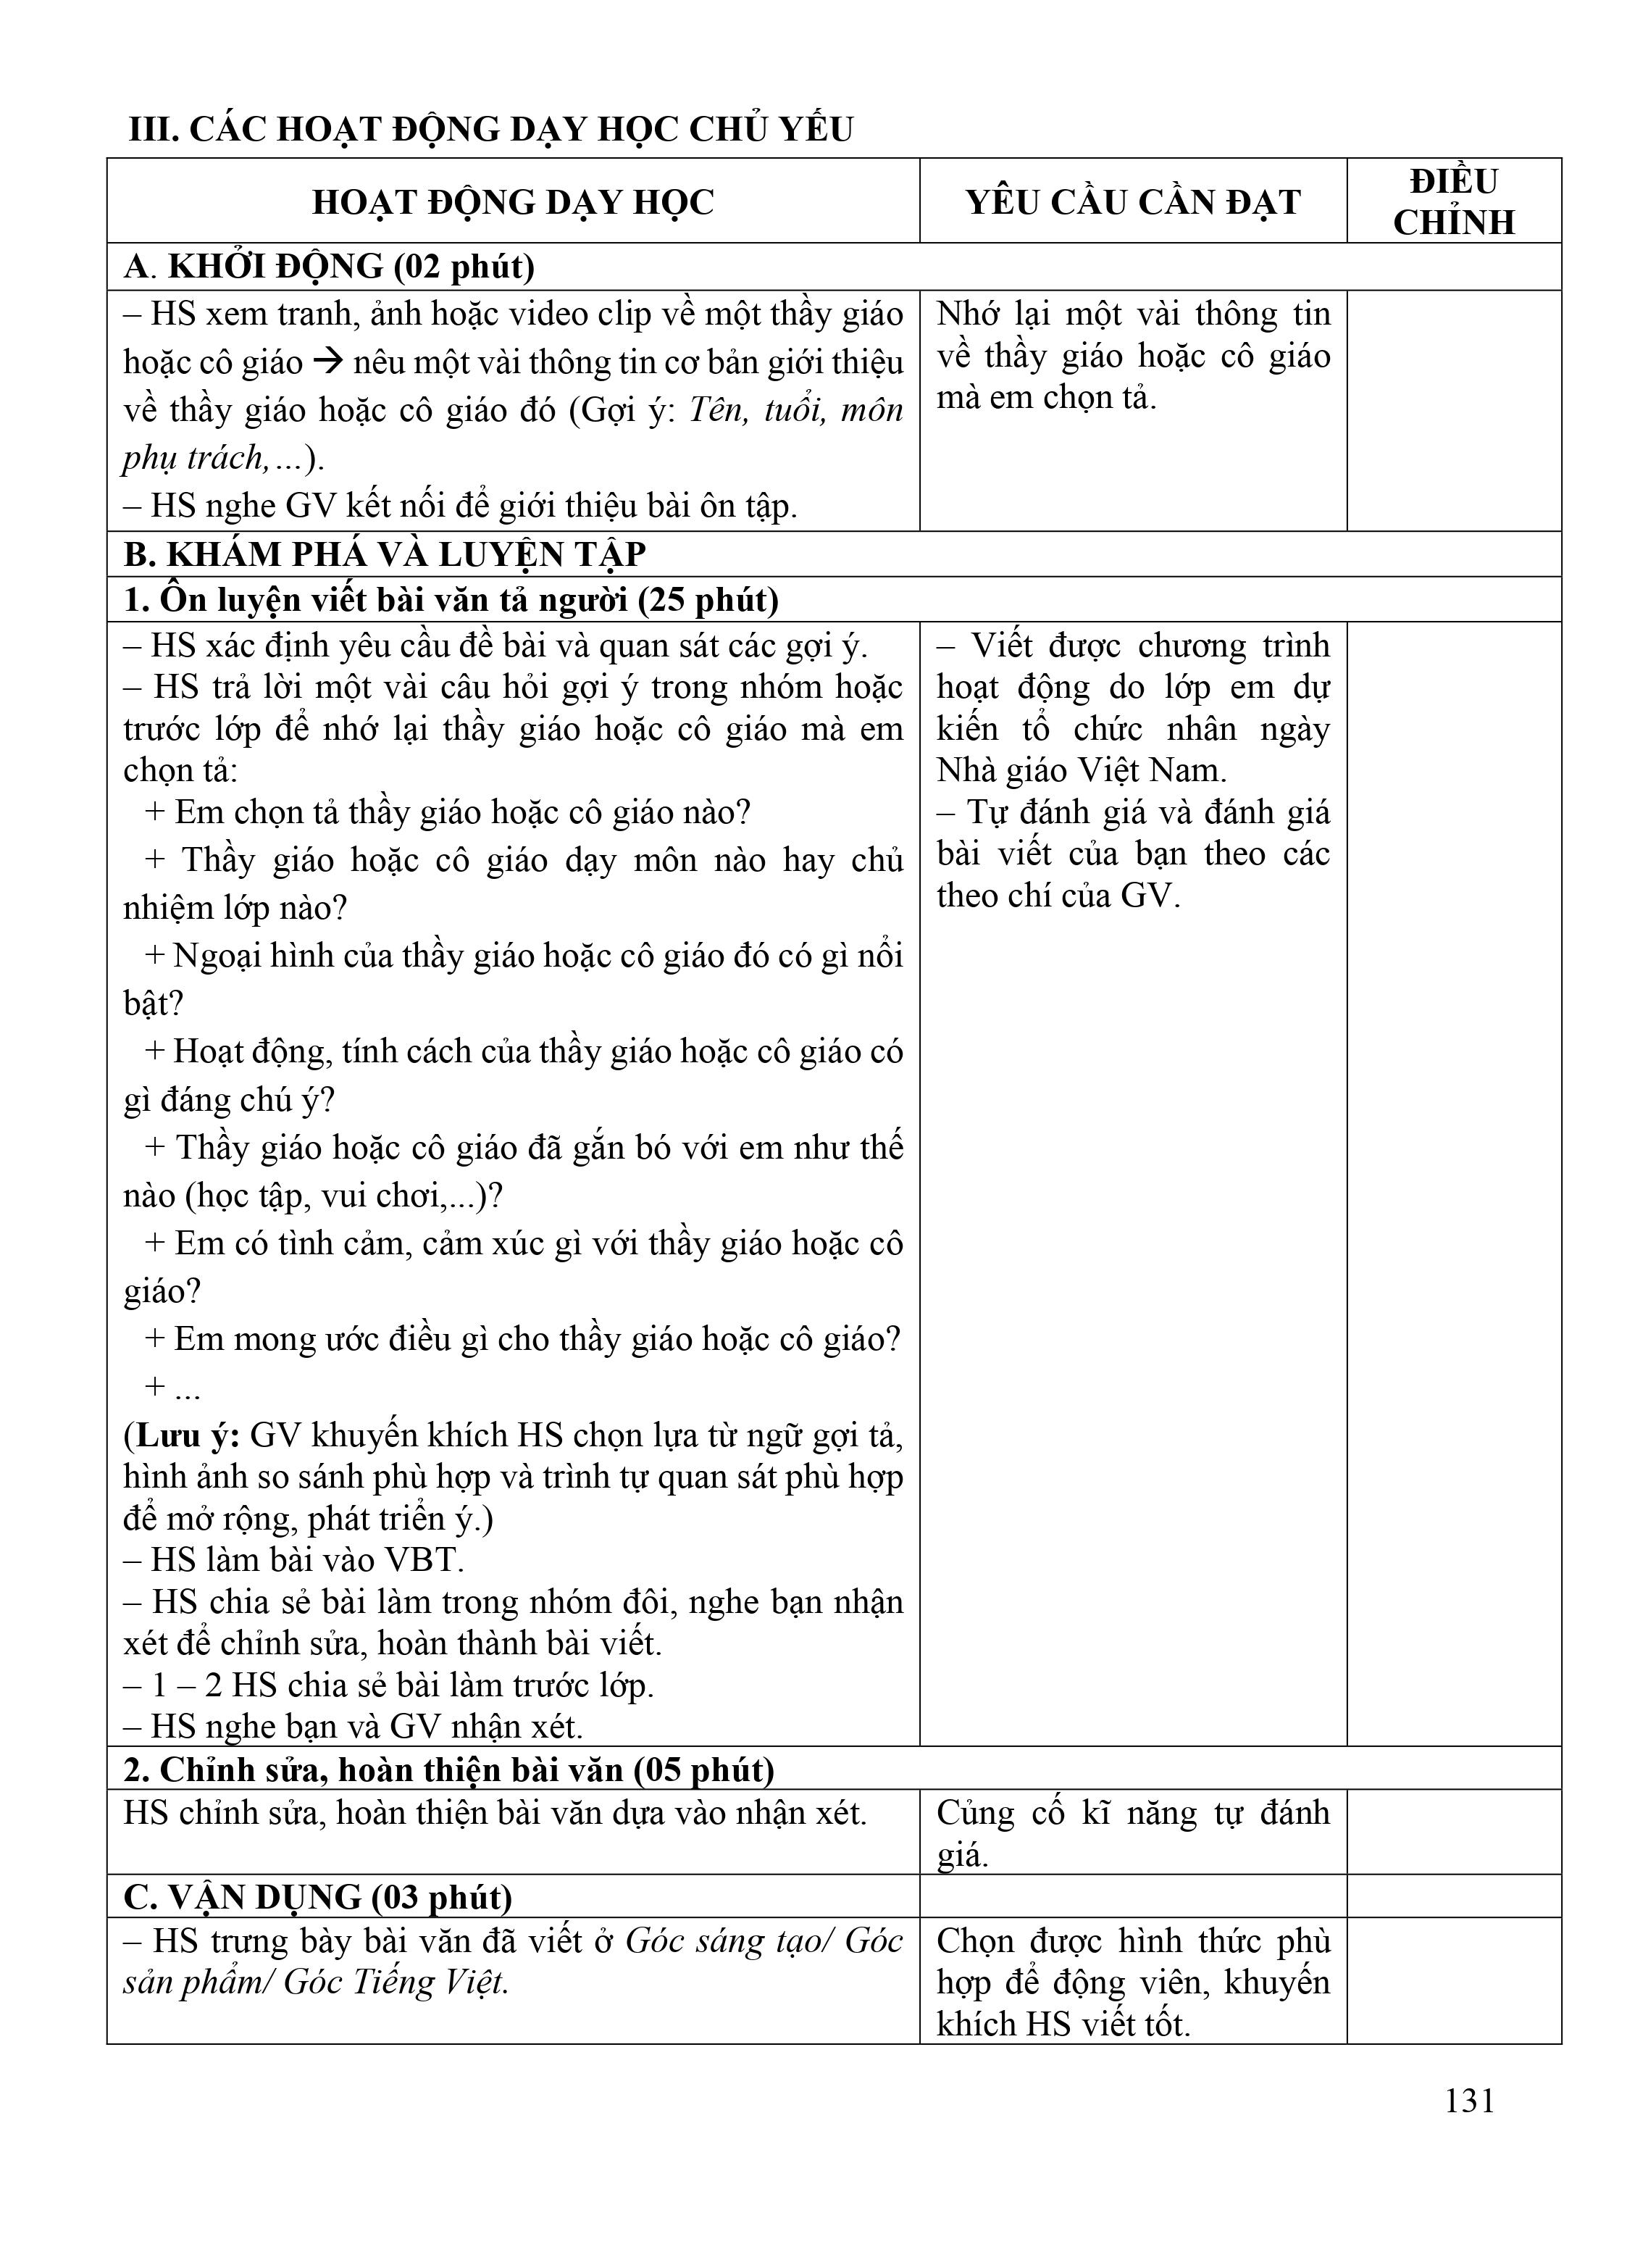 III. CÁC HOẠT ĐỘNG DẠY HỌC CHỦ YẾU
HOẠT ĐỘNG DẠY HỌC
YÊU CẦU CẦN ĐẠT
ĐIỀU
CHỈNH
A. KHỞI ĐỘNG (02 phút)
– HS xem tranh, ảnh hoặc video clip về một thầy giáo
hoặc cô giáo → nêu một vài thông tin cơ bản giới thiệu
về thầy giáo hoặc cô giáo đó (Gợi ý: Tên, tuổi, môn
phụ trách,…).
– HS nghe GV kết nối để giới thiệu bài ôn tập.
Nhớ lại một vài thông tin
về thầy giáo hoặc cô giáo
mà em chọn tả.
B. KHÁM PHÁ VÀ LUYỆN TẬP
1. Ôn luyện viết bài văn tả người (25 phút)
– HS xác định yêu cầu đề bài và quan sát các gợi ý.
– HS trả lời một vài câu hỏi gợi ý trong nhóm hoặc
trước lớp để nhớ lại thầy giáo hoặc cô giáo mà em
chọn tả:
+ Em chọn tả thầy giáo hoặc cô giáo nào?
+ Thầy giáo hoặc cô giáo dạy môn nào hay chủ
nhiệm lớp nào?
+ Ngoại hình của thầy giáo hoặc cô giáo đó có gì nổi
bật?
+ Hoạt động, tính cách của thầy giáo hoặc cô giáo có
gì đáng chú ý?
+ Thầy giáo hoặc cô giáo đã gắn bó với em như thế
nào (học tập, vui chơi,...)?
+ Em có tình cảm, cảm xúc gì với thầy giáo hoặc cô
giáo?
+ Em mong ước điều gì cho thầy giáo hoặc cô giáo?
+ ...
(Lưu ý: GV khuyến khích HS chọn lựa từ ngữ gợi tả,
hình ảnh so sánh phù hợp và trình tự quan sát phù hợp
để mở rộng, phát triển ý.)
– HS làm bài vào VBT.
– HS chia sẻ bài làm trong nhóm đôi, nghe bạn nhận
xét để chỉnh sửa, hoàn thành bài viết.
– 1 – 2 HS chia sẻ bài làm trước lớp.
– HS nghe bạn và GV nhận xét.
– Viết được chương trình
hoạt động do lớp em dự
kiến tổ chức nhân ngày
Nhà giáo Việt Nam.
– Tự đánh giá và đánh giá
bài viết của bạn theo các
theo chí của GV.
2. Chỉnh sửa, hoàn thiện bài văn (05 phút)
HS chỉnh sửa, hoàn thiện bài văn dựa vào nhận xét.
Củng cố kĩ năng tự đánh
giá.
C. VẬN DỤNG (03 phút)
– HS trưng bày bài văn đã viết ở Góc sáng tạo/ Góc
sản phẩm/ Góc Tiếng Việt.
Chọn được hình thức phù
hợp để động viên, khuyến
khích HS viết tốt.
131